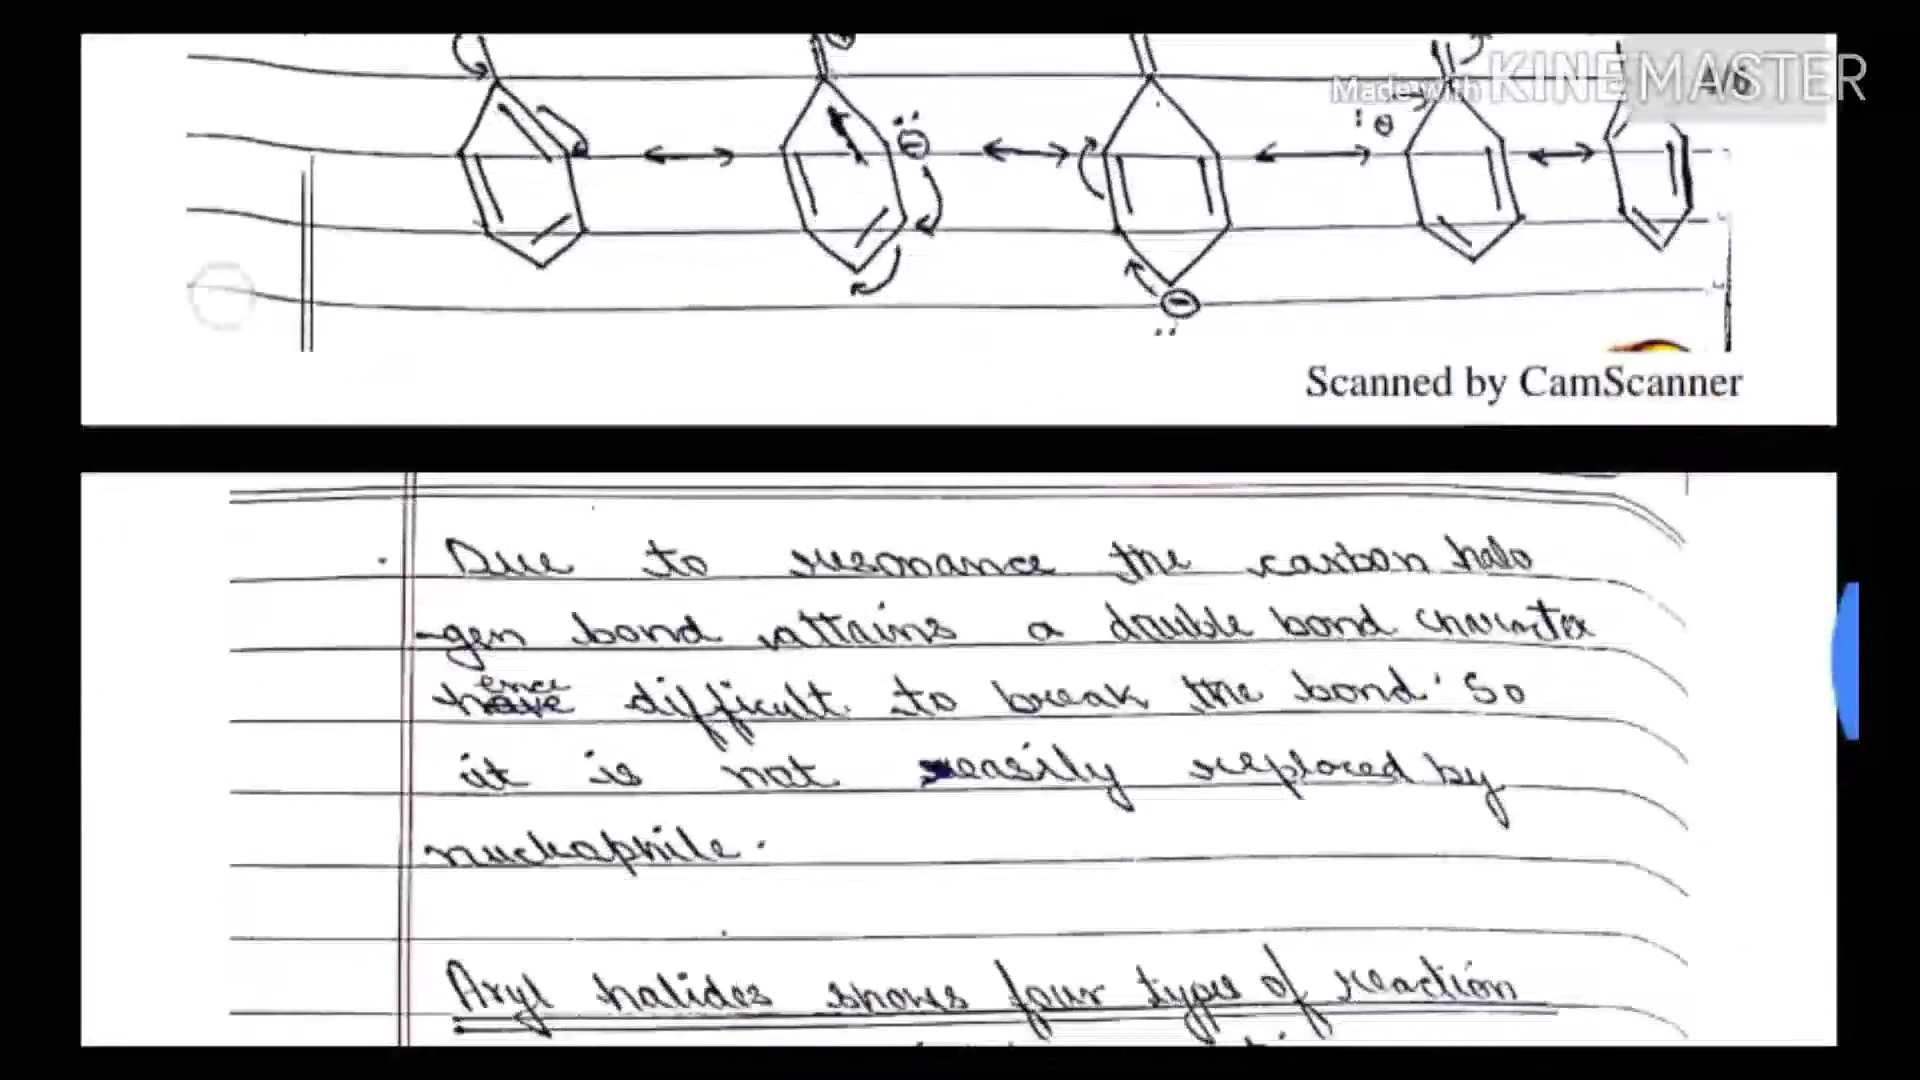 Made with KINEMASTER
Scanned by CamScanner
Due to resonance the carbon halo
-gen bond attains a double bond character
hence difficult to break the bond. So
it is not easily replaced by
nucleophile.
Aryl halides shows four types of reaction